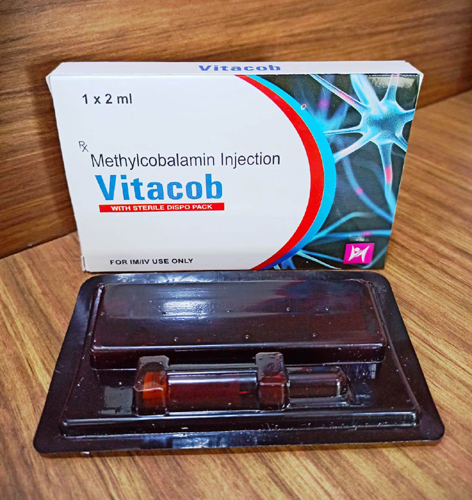 Vitacob
1 x 2 ml
Rx
Methylcobalamin Injection
Vitacob
WITH STERILE DISPO PACK
FOR IM/IV USE ONLY